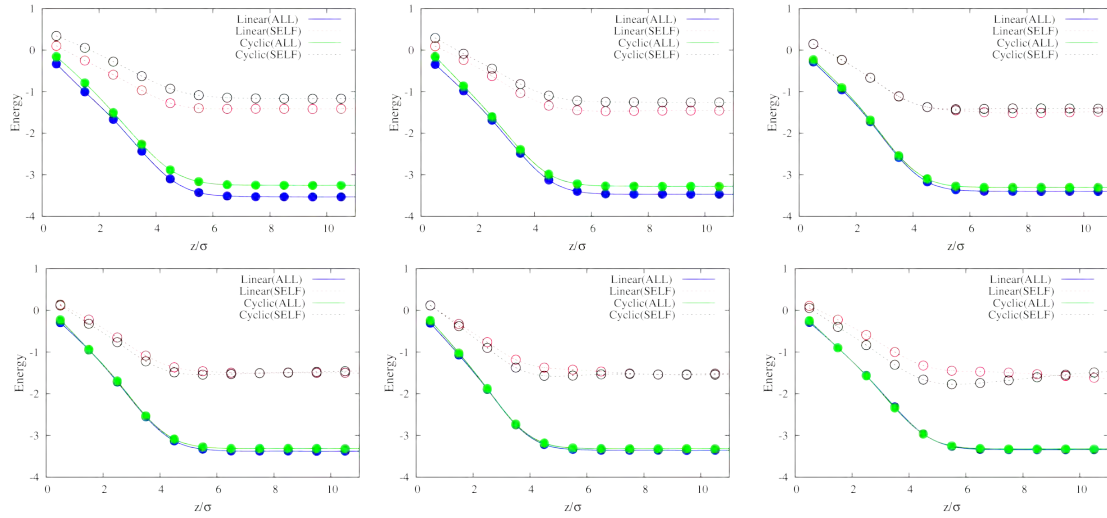 1
0
-1
-2
-3
-4
Energy
0 2 4 6 8 10
z/σ
Linear(ALL)
Linear(SELF)
Cyclic(ALL)
Cyclic(SELF)
1
0
-1
-2
-3
-4
Energy
0 2 4 6 8 10
z/σ
Linear(ALL)
Linear(SELF)
Cyclic(ALL)
Cyclic(SELF)
1
0
-1
-2
-3
-4
Energy
0 2 4 6 8 10
z/σ
Linear(ALL)
Linear(SELF)
Cyclic(ALL)
Cyclic(SELF)
1
0
-1
-2
-3
-4
Energy
0 2 4 6 8 10
z/σ
Linear(ALL)
Linear(SELF)
Cyclic(ALL)
Cyclic(SELF)
1
0
-1
-2
-3
-4
Energy
0 2 4 6 8 10
z/σ
Linear(ALL)
Linear(SELF)
Cyclic(ALL)
Cyclic(SELF)
1
0
-1
-2
-3
-4
Energy
0 2 4 6 8 10
z/σ
Linear(ALL)
Linear(SELF)
Cyclic(ALL)
Cyclic(SELF)